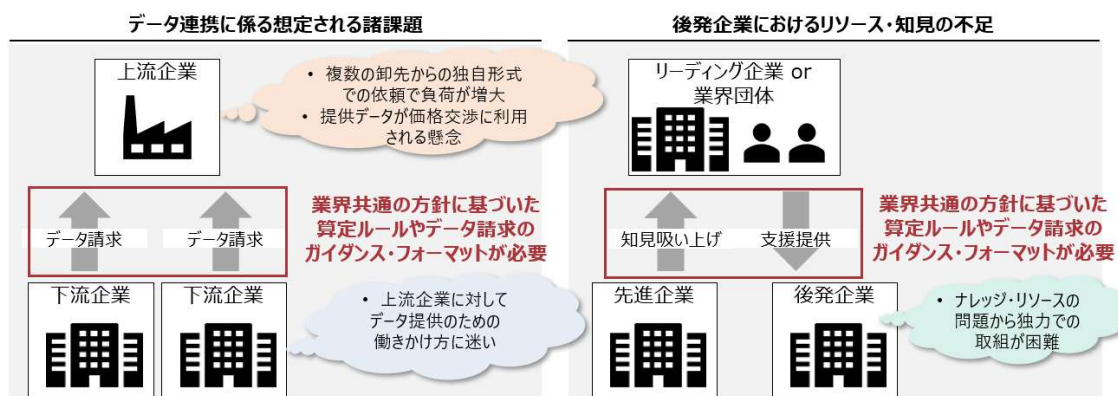 データ連携に係る想定される諸課題
上流企業
• 複数の卸先からの独自形式
での依頼で負荷が増大
• 提供データが価格交渉に利用
される懸念
データ請求
データ請求
業界共通の方針に基づいた
算定ルールやデータ請求の
ガイダンス・フォーマットが必要
下流企業
下流企業
• 上流企業に対して
データ提供のための
働きかけ方に迷い
後発企業におけるリソース・知見の不足
リーディング企業 or
業界団体
知見吸い上げ
支援提供
業界共通の方針に基づいた
算定ルールやデータ請求の
ガイダンス・フォーマットが必要
先進企業
後発企業
• ナレッジ・リソースの
問題から独力での
取組が困難